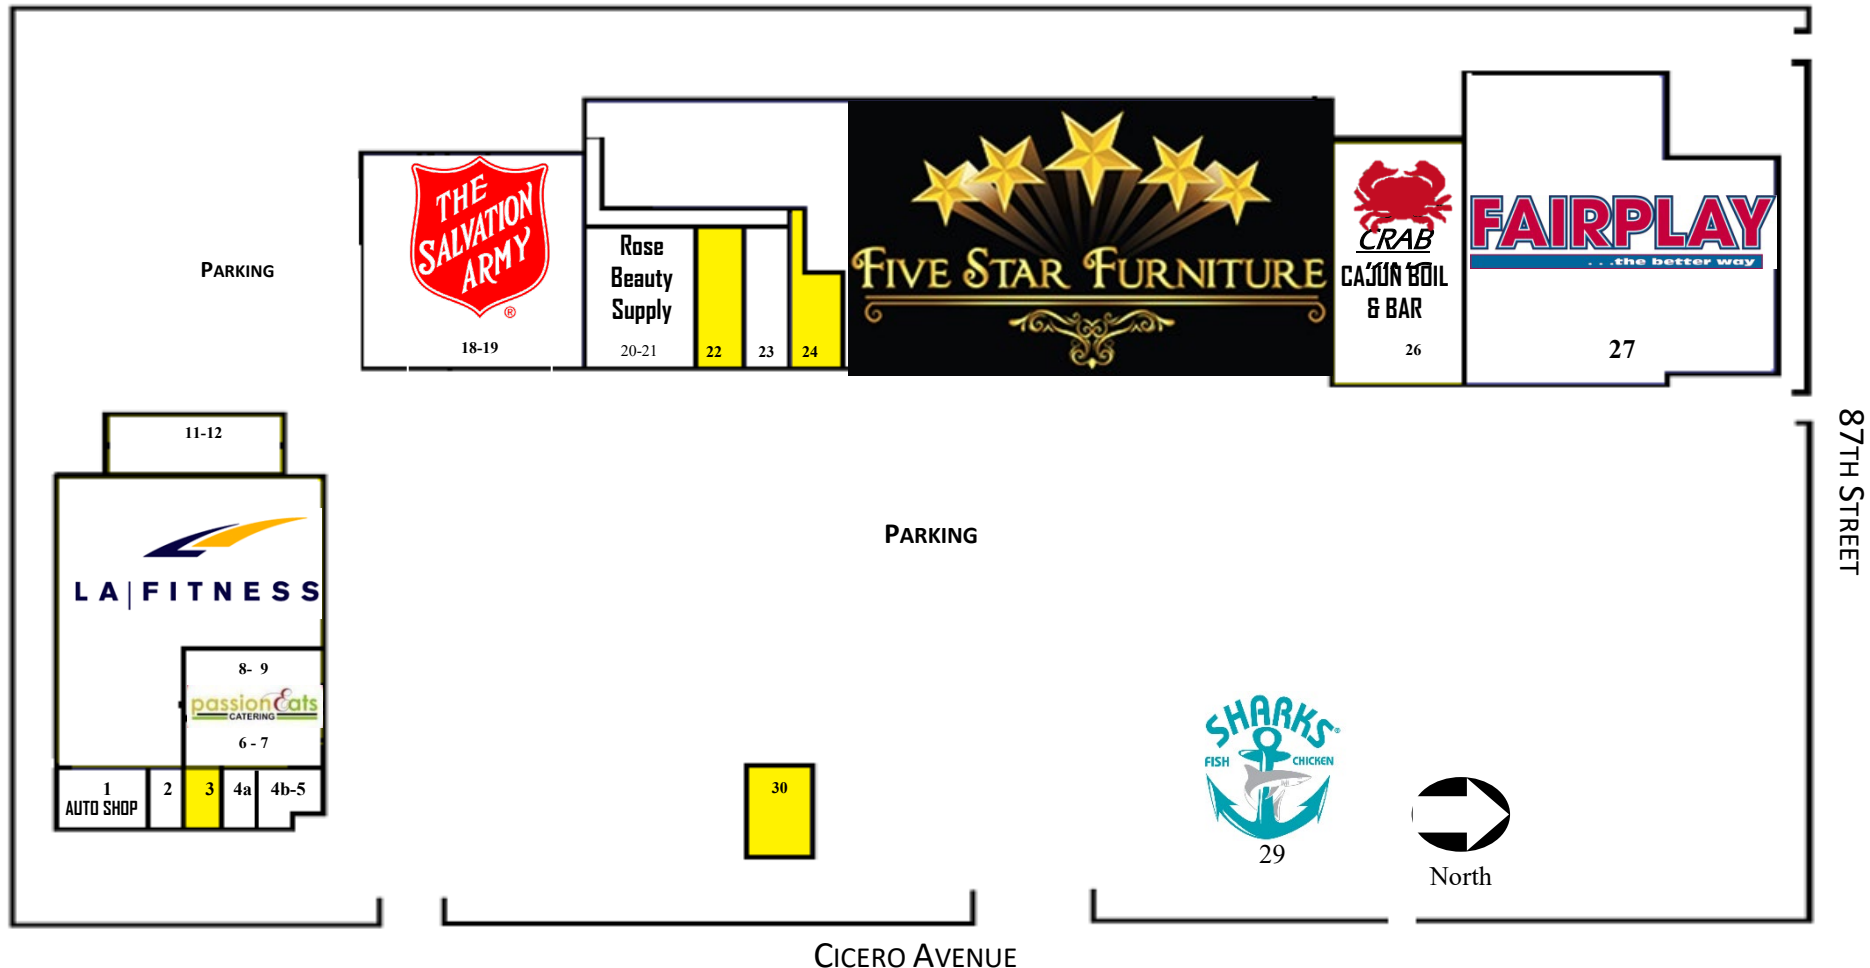 PARKING
THE
SALVATION
ARMY
®
18-19
Rose
Beauty
Supply
20-21
22
23
24
FIVE STAR FURNITURE
CRAB
CAJUN BOIL
& BAR
26
FAIRPLAY
...the better way
27
87TH STREET
11-12
LA|FITNESS
8- 9
passionEats
CATERING
6 - 7
1
AUTO SHOP
2
3
4a
4b-5
PARKING
30
SHARKS®
FISH CHICKEN
29
North
CICERO AVENUE